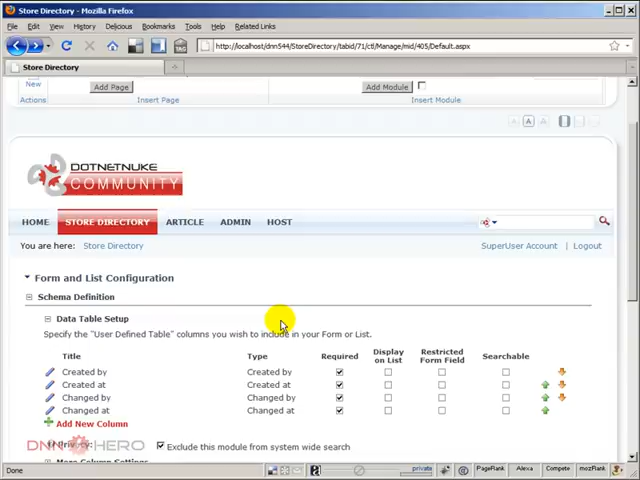 Store Directory - Mozilla Firefox
File Edit View History Delicious Bookmarks Tools Help Related Links
TAG http://dnn544/StoreDirectory/tabid/71/ctl/Manage/mid/405/Default.aspx
Store Directory
New Add Page Add Module
Actions Insert Page Insert Module
A
DOTNETNUKE
COMMUNITY
HOME STORE DIRECTORY ARTICLE ADMIN HOST
You are here: Store Directory SuperUser Account | Logout
Form and List Configuration
Schema Definition
Data Table Setup
Specify the "User Defined Table" columns you wish to include in your Form or List.
Title Type Required Display on List Restricted Form Field Searchable
Created by Created by
Created at Created at
Changed by Changed by
Changed at Changed at
Add New Column
DNN HERO
Privacy: Exclude this module from system wide search
More Column Settings
Done private PageRank Alexa Compete mozRank